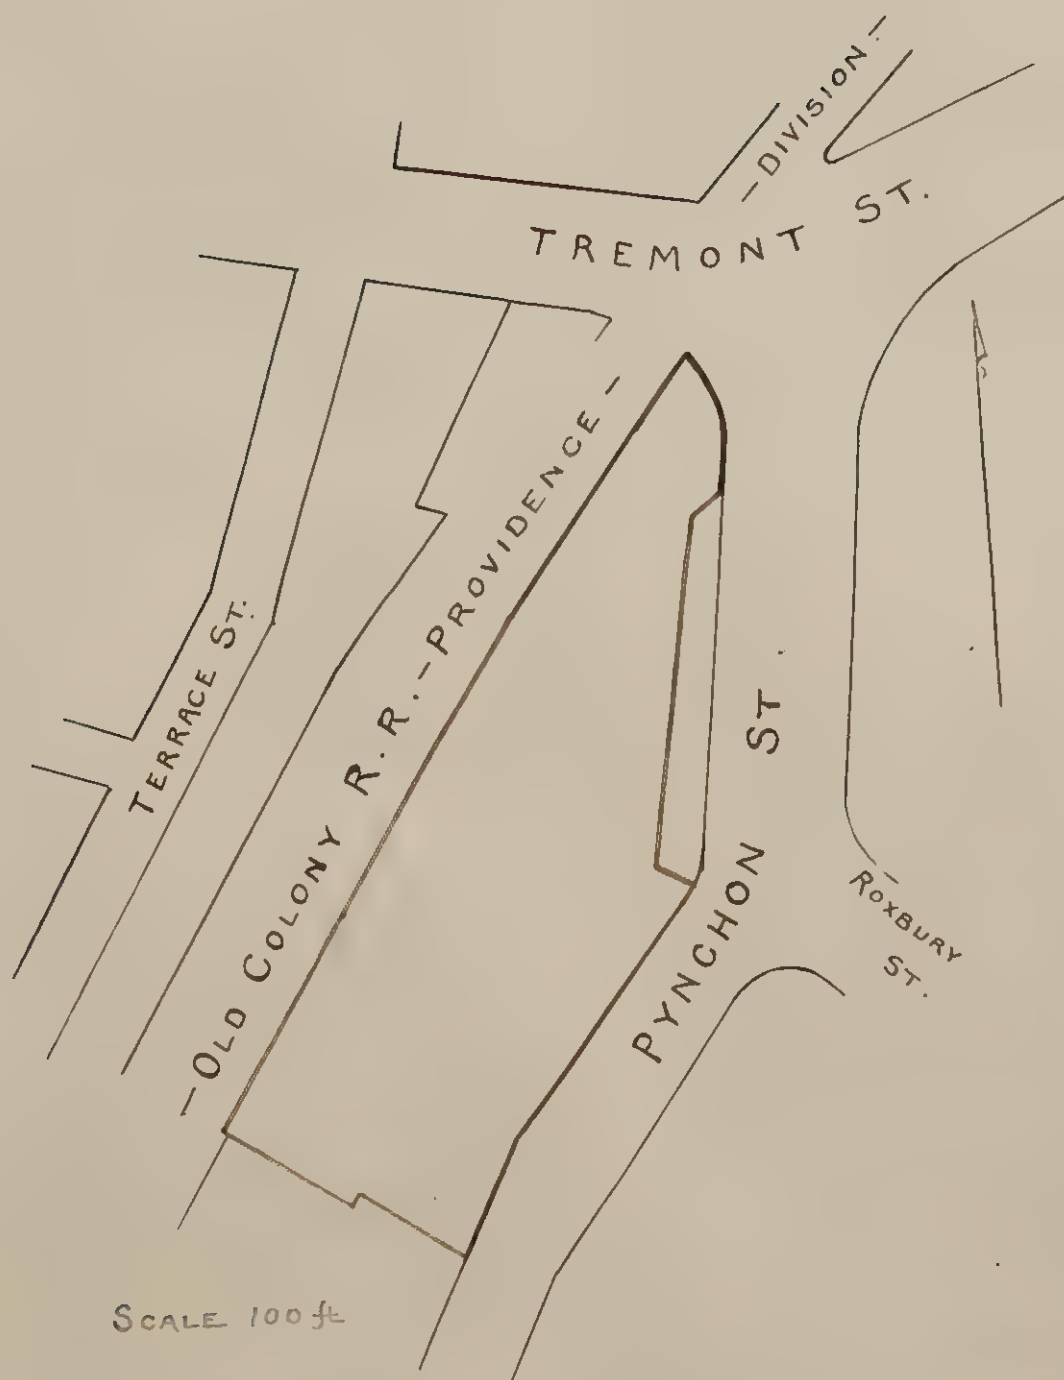 TREMONT ST.
TERRACE ST.
– OLD COLONY R.R. – PROVIDENCE –
– DIVISION –
PYNCHON ST
ROXBURY ST.
SCALE 100 ft